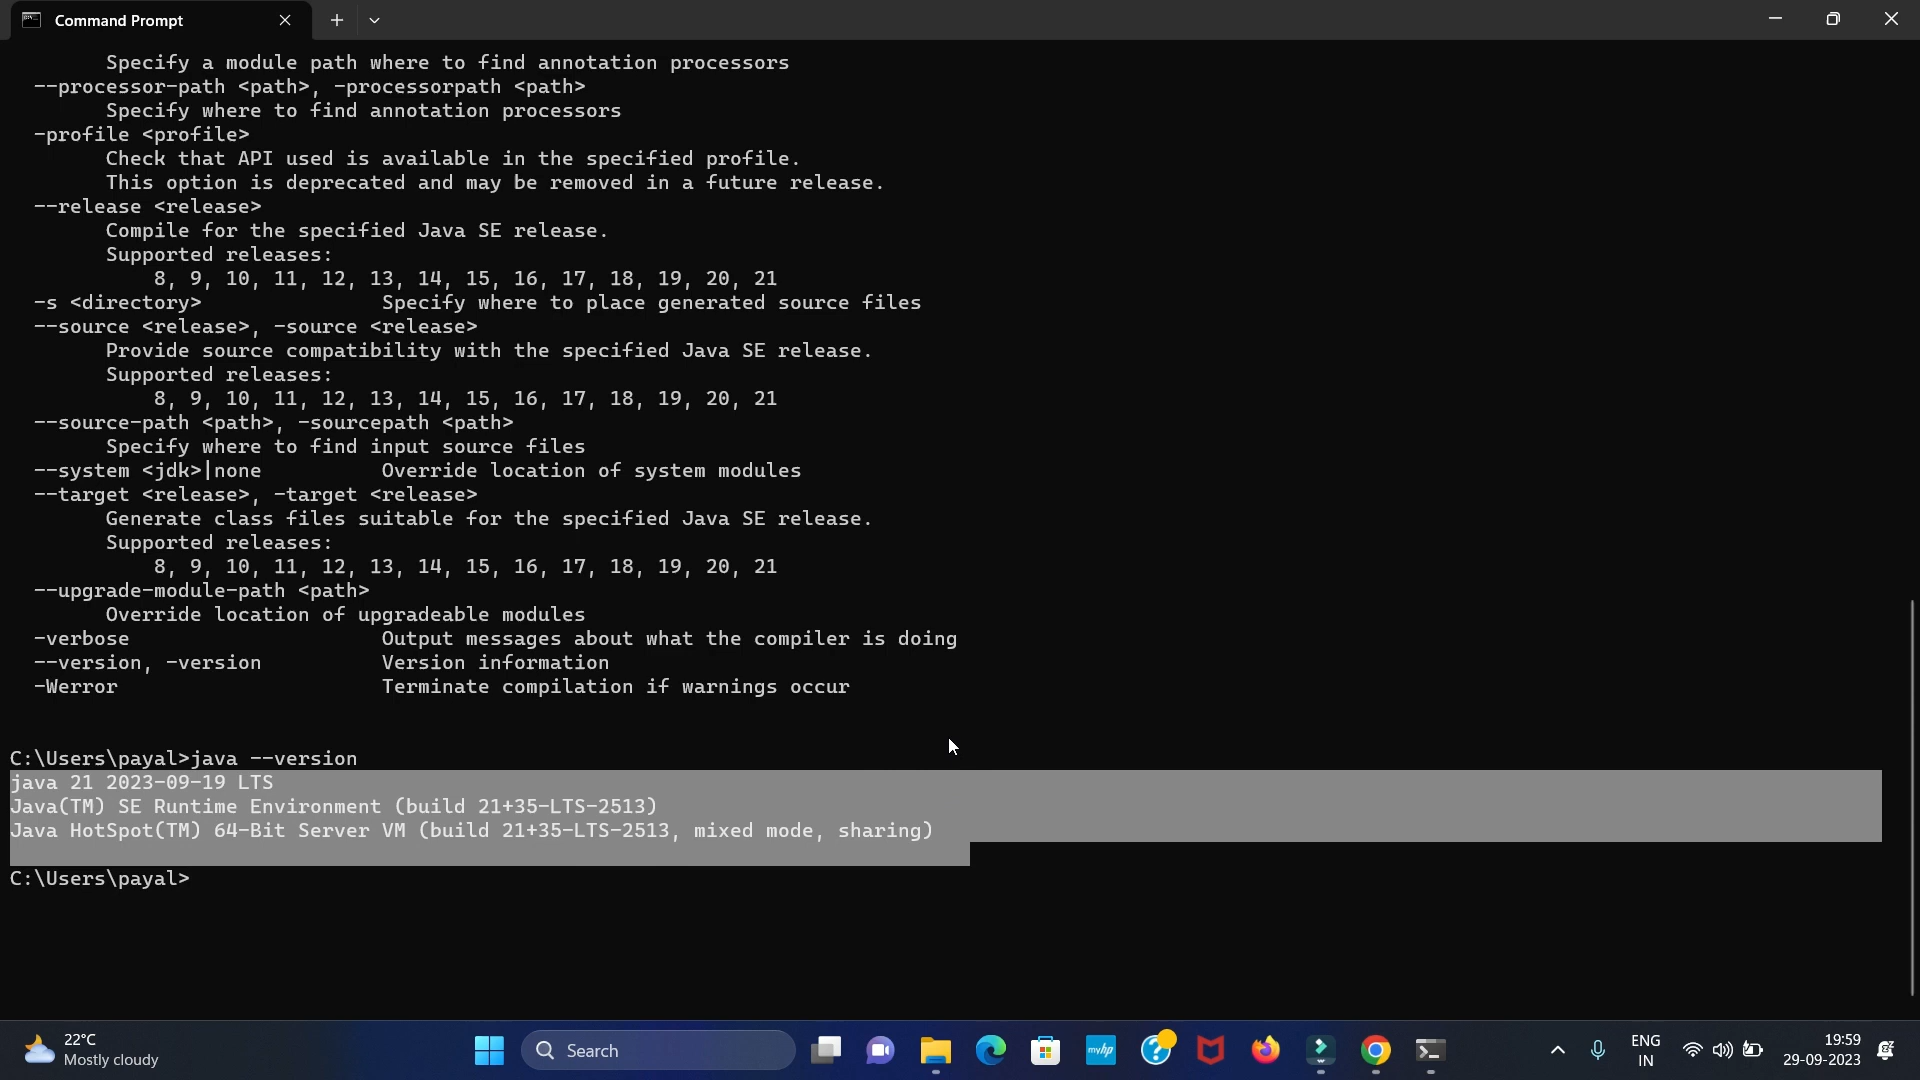 Command Prompt
Specify a module path where to find annotation processors
--processor-path <path>, -processorpath <path>
Specify where to find annotation processors
-profile <profile>
Check that API used is available in the specified profile.
This option is deprecated and may be removed in a future release.
--release <release>
Compile for the specified Java SE release.
Supported releases:
8, 9, 10, 11, 12, 13, 14, 15, 16, 17, 18, 19, 20, 21
-s <directory> Specify where to place generated source files
--source <release>, -source <release>
Provide source compatibility with the specified Java SE release.
Supported releases:
8, 9, 10, 11, 12, 13, 14, 15, 16, 17, 18, 19, 20, 21
--source-path <path>, -sourcepath <path>
Specify where to find input source files
--system <jdk>|none Override location of system modules
--target <release>, -target <release>
Generate class files suitable for the specified Java SE release.
Supported releases:
8, 9, 10, 11, 12, 13, 14, 15, 16, 17, 18, 19, 20, 21
--upgrade-module-path <path>
Override location of upgradeable modules
-verbose Output messages about what the compiler is doing
--version, -version Version information
-Werror Terminate compilation if warnings occur
C:\Users\payal>java --version
java 21 2023-09-19 LTS
Java(TM) SE Runtime Environment (build 21+35-LTS-2513)
Java HotSpot(TM) 64-Bit Server VM (build 21+35-LTS-2513, mixed mode, sharing)
C:\Users\payal>
22°C
Mostly cloudy
Search
myhp
ENG
IN
19:59
29-09-2023